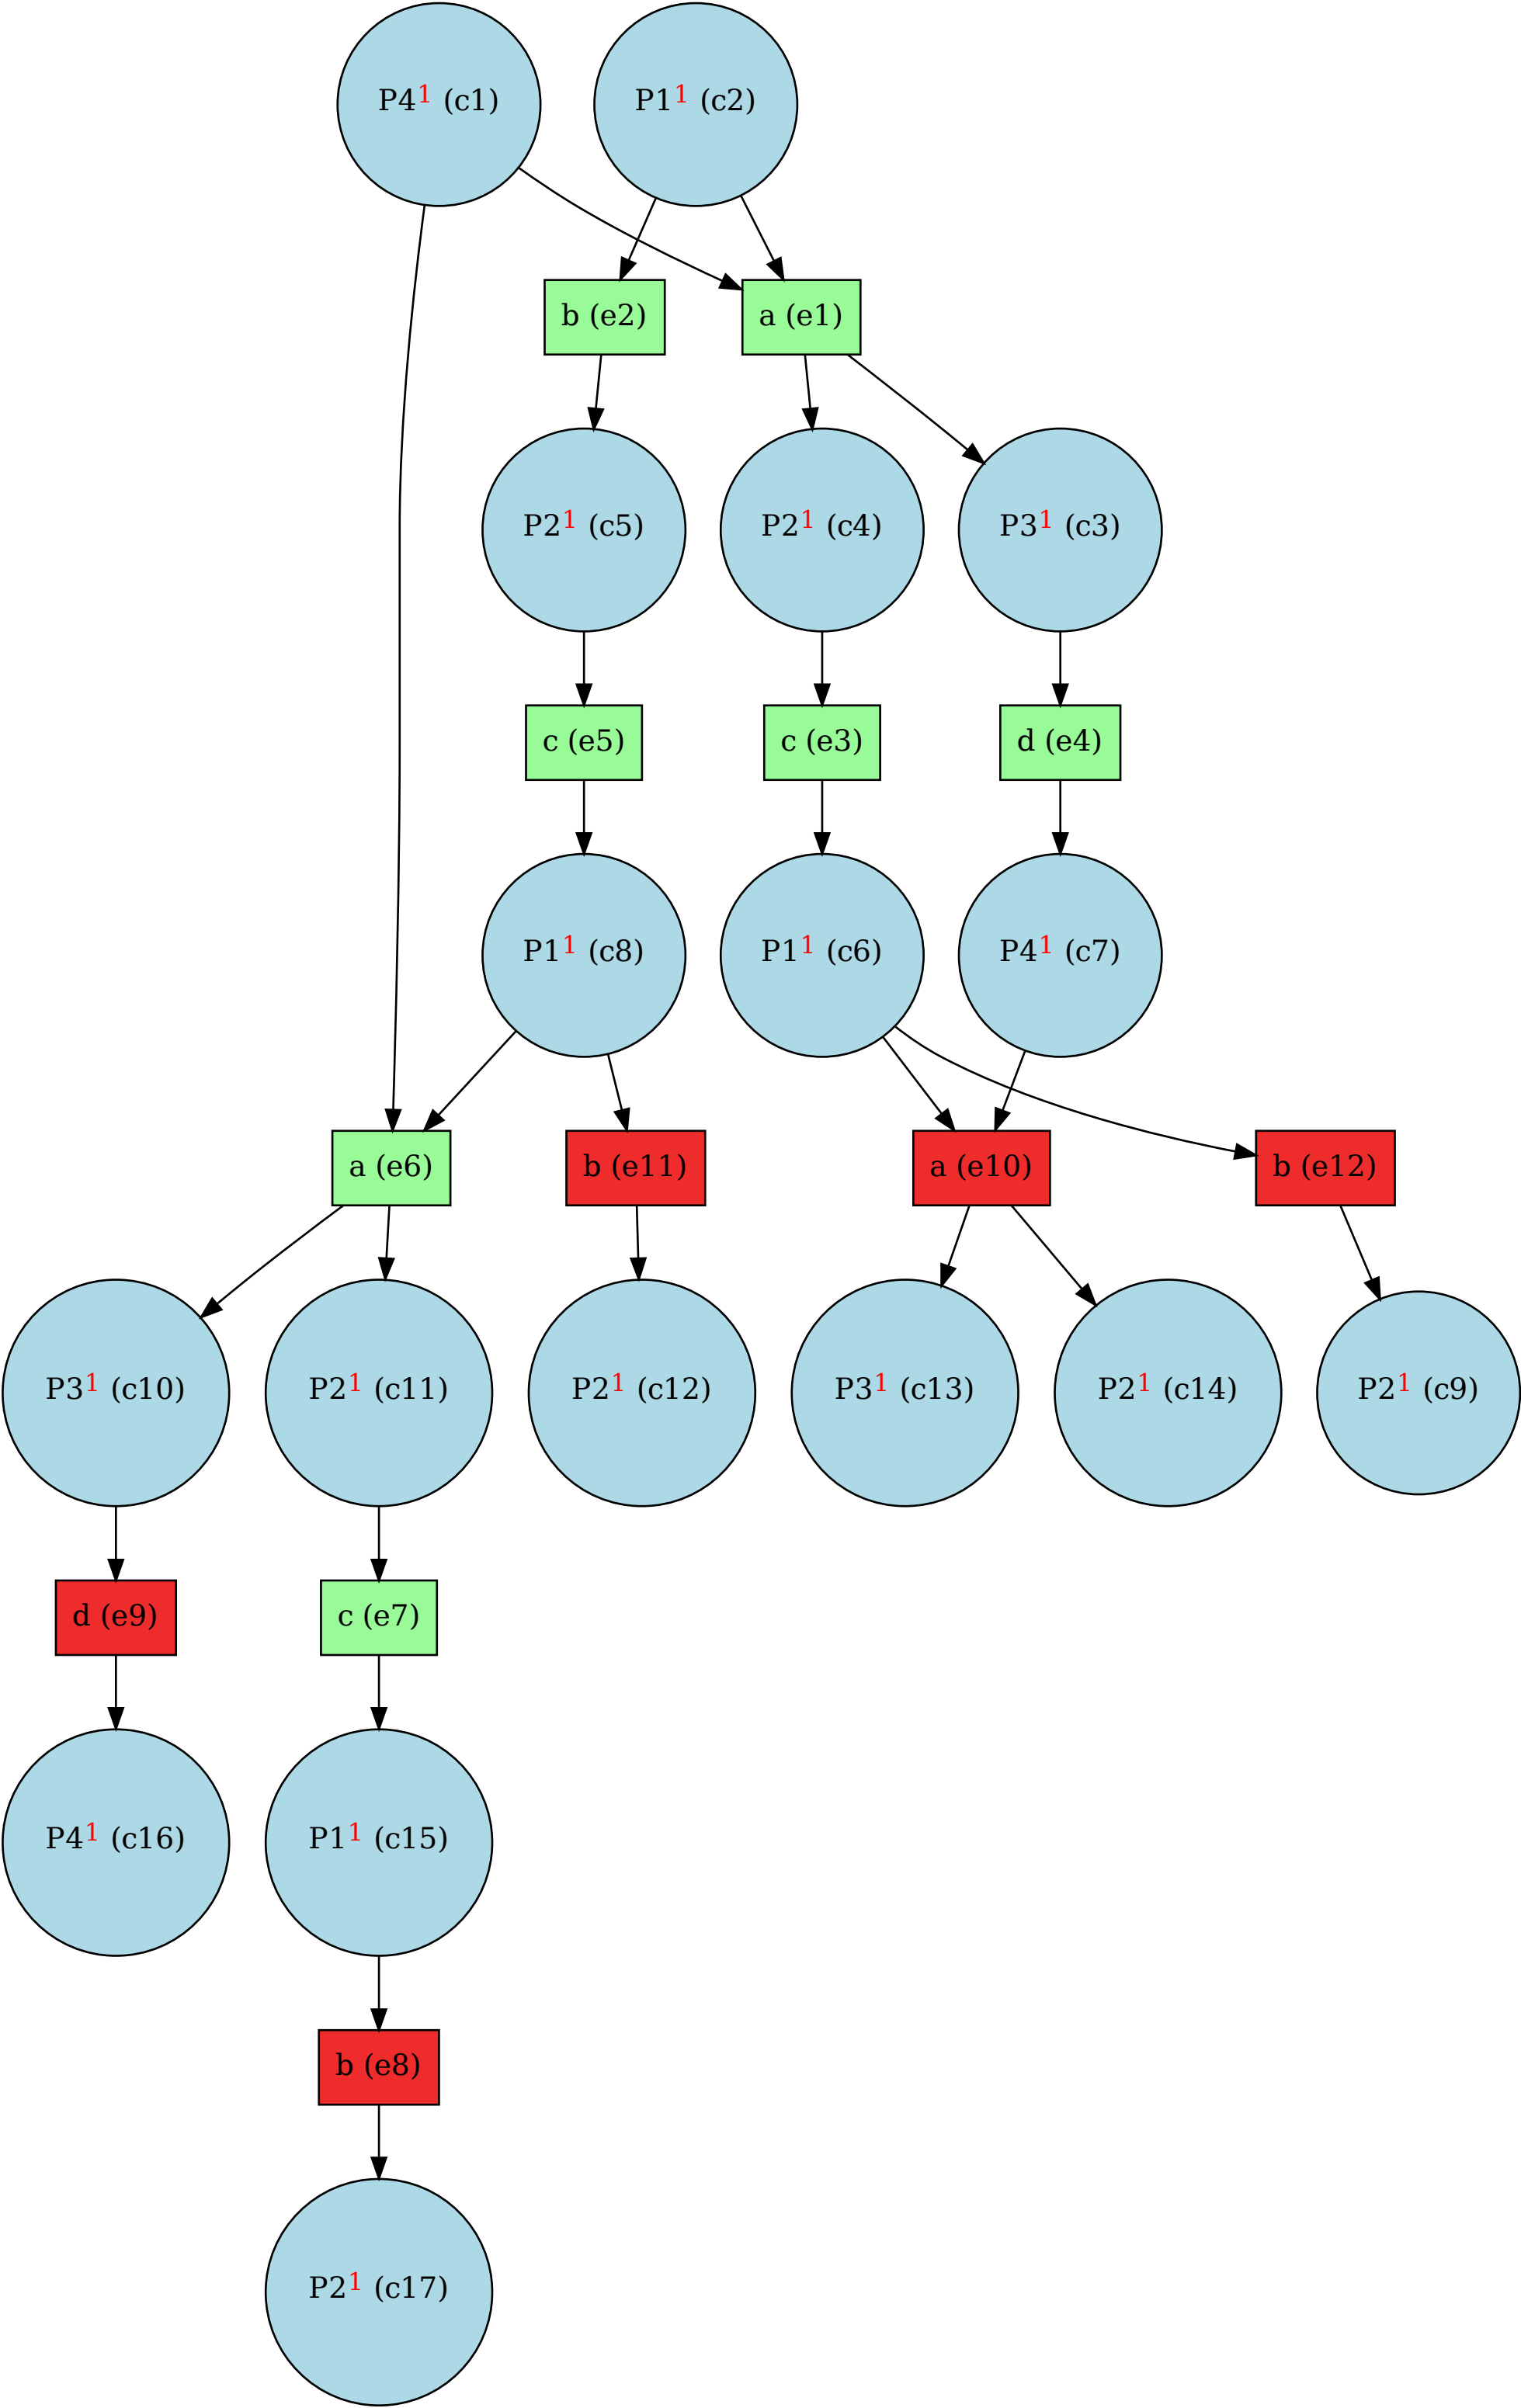 P4¹ (c1)
P1¹ (c2)
b (e2)
a (e1)
P2¹ (c5)
P2¹ (c4)
P3¹ (c3)
c (e5)
c (e3)
d (e4)
P1¹ (c8)
P1¹ (c6)
P4¹ (c7)
a (e6)
b (e11)
a (e10)
b (e12)
P3¹ (c10)
P2¹ (c11)
P2¹ (c12)
P3¹ (c13)
P2¹ (c14)
P2¹ (c9)
d (e9)
c (e7)
P4¹ (c16)
P1¹ (c15)
b (e8)
P2¹ (c17)